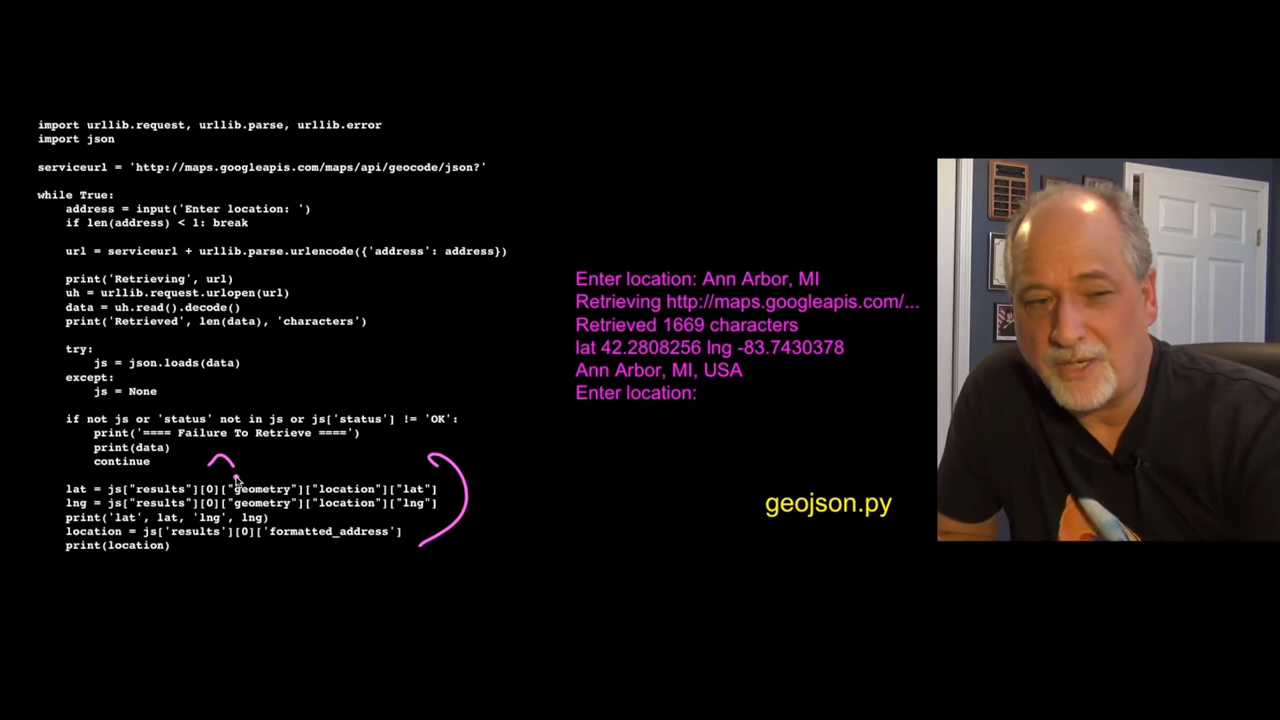 import urllib.request, urllib.parse, urllib.error
import json
serviceurl = 'http://maps.googleapis.com/maps/api/geocode/json?'
while True:
    address = input('Enter location: ')
    if len(address) < 1: break
    url = serviceurl + urllib.parse.urlencode({'address': address})
    print('Retrieving', url)
    uh = urllib.request.urlopen(url)
    data = uh.read().decode()
    print('Retrieved', len(data), 'characters')
    try:
        js = json.loads(data)
    except:
        js = None
    if not js or 'status' not in js or js['status'] != 'OK':
        print('==== Failure To Retrieve ====')
        print(data)
        continue
    lat = js["results"][0]["geometry"]["location"]["lat"]
    lng = js["results"][0]["geometry"]["location"]["lng"]
    print('lat', lat, 'lng', lng)
    location = js['results'][0]['formatted_address']
    print(location)
Enter location: Ann Arbor, MI
Retrieving http://maps.googleapis.com/...
Retrieved 1669 characters
lat 42.2808256 lng -83.7430378
Ann Arbor, MI, USA
Enter location:
geojson.py